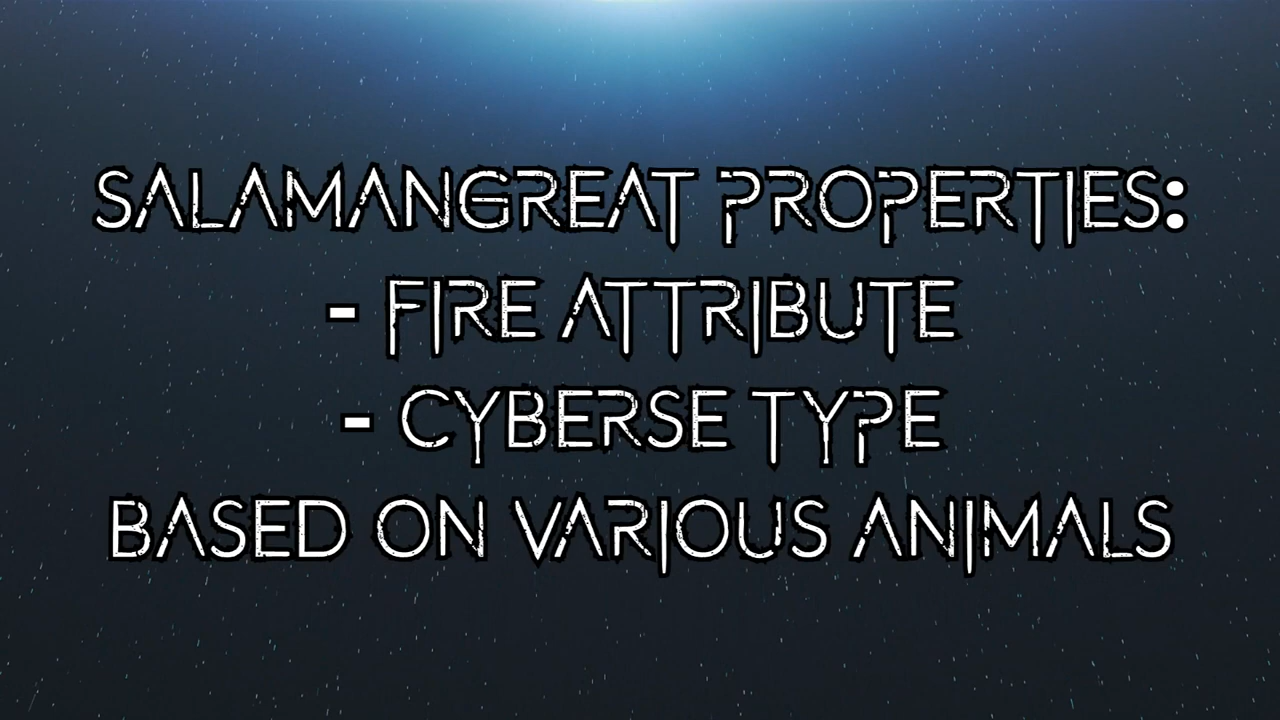 SALAMANGREAT PROPERTIES:
- FIRE ATTRIBUTE
- CYBERSE TYPE
BASED ON VARIOUS ANIMALS